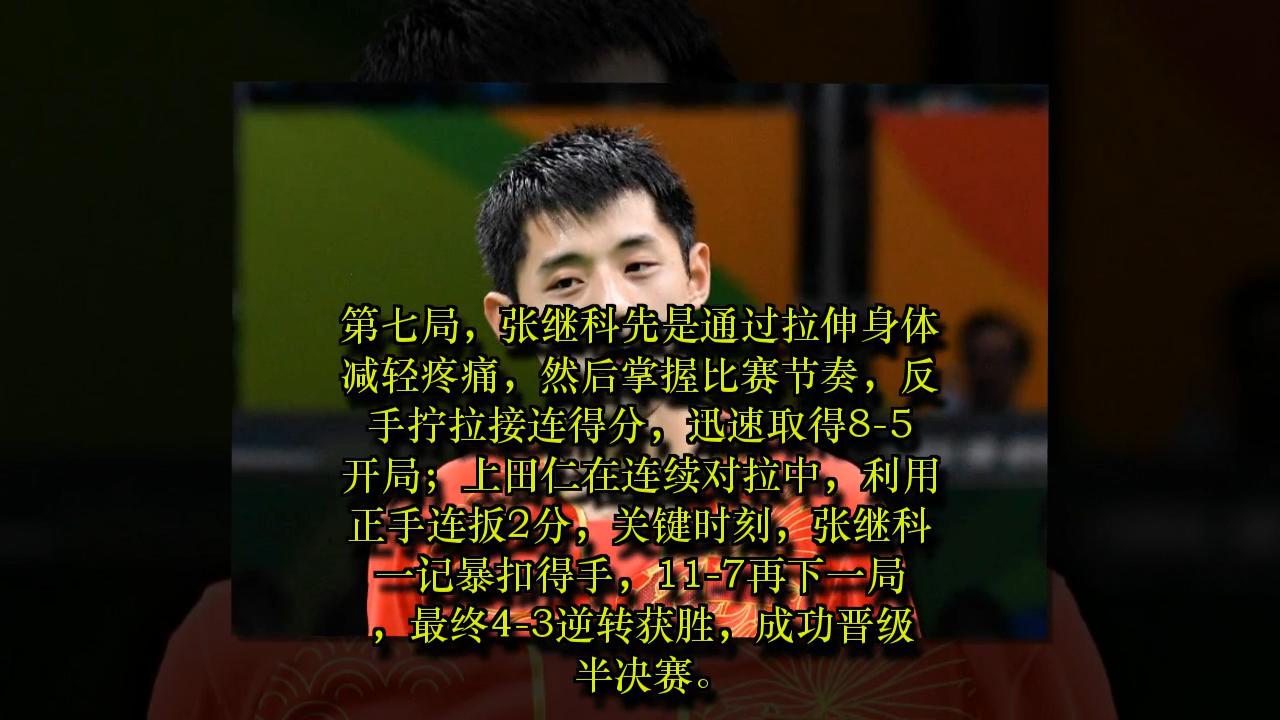 第七局，张继科先是通过拉伸身体
减轻疼痛，然后掌握比赛节奏，反
手拧拉接连得分，迅速取得8-5
开局；上田仁在连续对拉中，利用
正手连扳2分，关键时刻，张继科
一记暴扣得手，11-7再下一局
，最终4-3逆转获胜，成功晋级
半决赛。